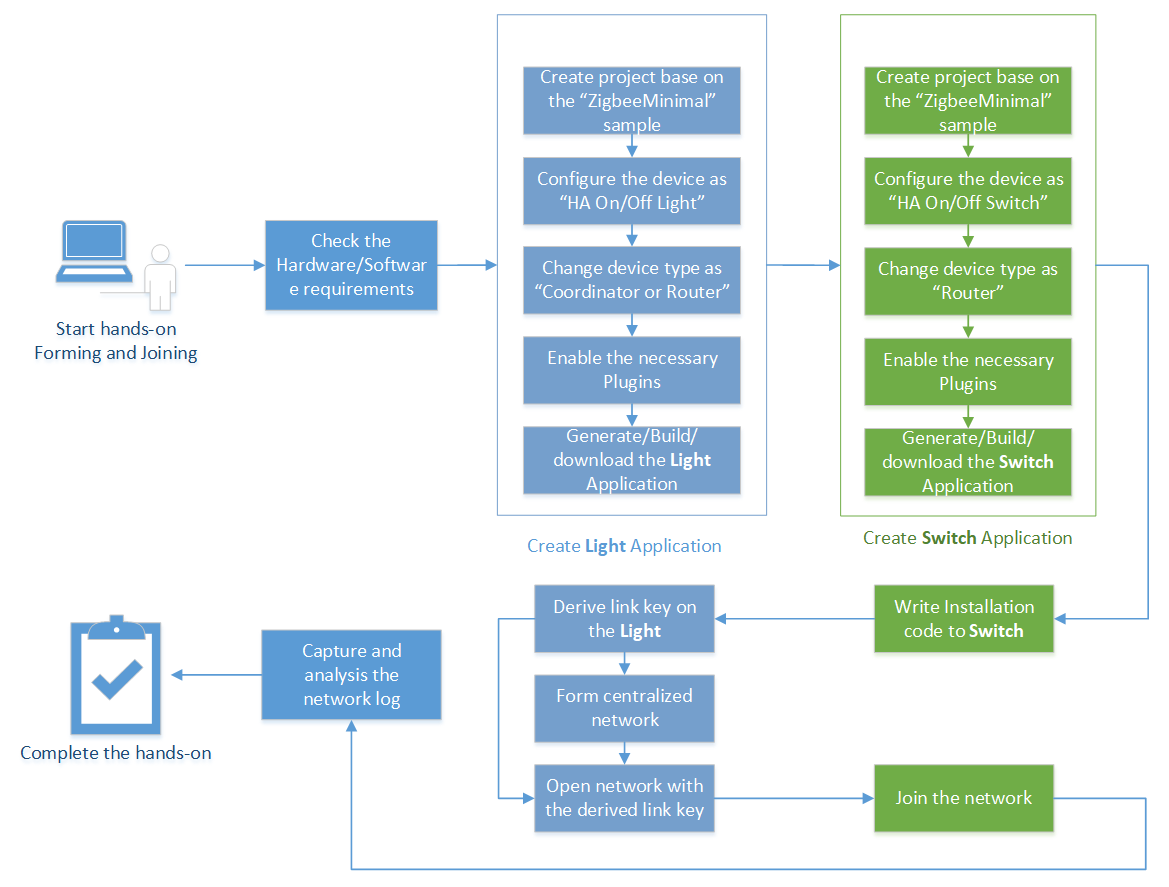 Start hands-on
Forming and Joining
Check the
Hardware/Softwar
e requirements
Create project base on
the “ZigbeeMinimal”
sample
Configure the device as
“HA On/Off Light”
Change device type as
“Coordinator or Router”
Enable the necessary
Plugins
Generate/Build/
download the Light
Application
Create Light Application
Create project base on
the “ZigbeeMinimal”
sample
Configure the device as
“HA On/Off Switch”
Change device type as
“Router”
Enable the necessary
Plugins
Generate/Build/
download the Switch
Application
Create Switch Application
Write Installation
code to Switch
Derive link key on
the Light
Form centralized
network
Open network with
the derived link key
Join the network
Capture and
analysis the
network log
Complete the hands-on